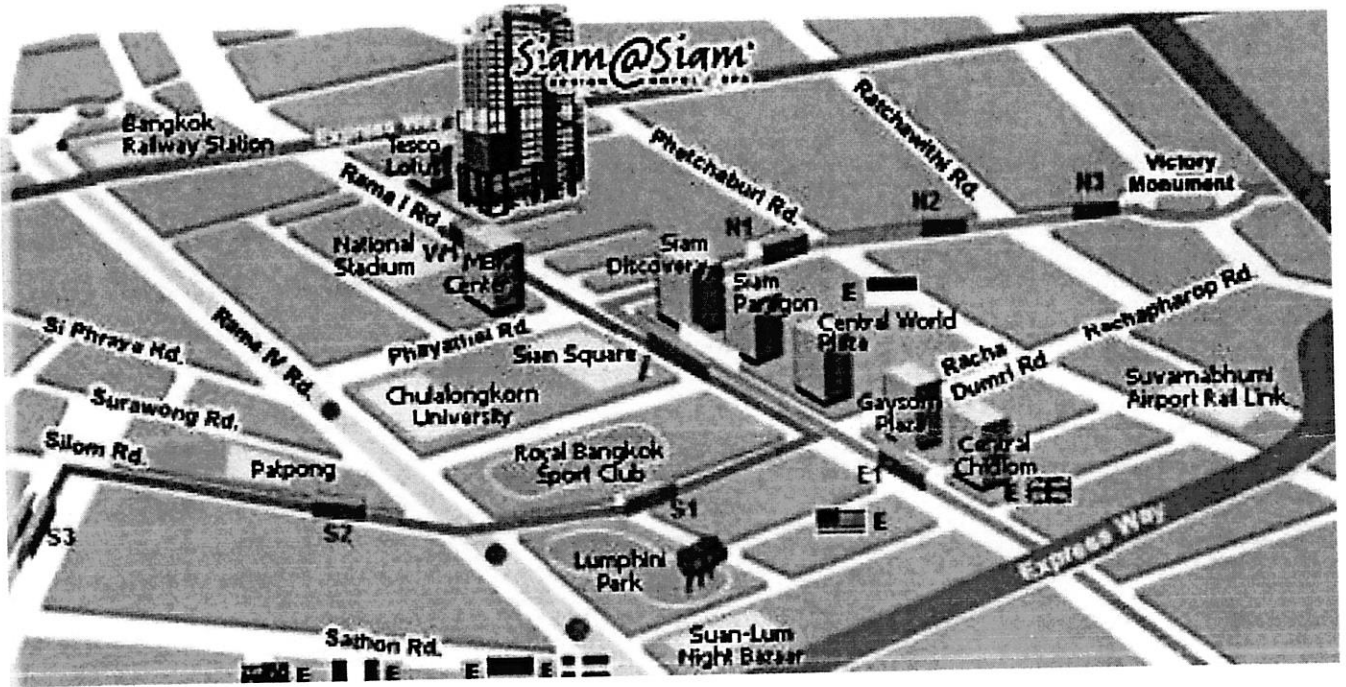 Siam@Siam
DESIGN HOTEL & SPA
Bangkok
Railway Station
Express Way
Tesco
Lotus
Rama I Rd.
Phetchaburi Rd.
Ratchawithi Rd.
Victory
Monument
N3
N2
N1
National
Stadium
W1
MBK
Center
Siam
Discovery
Siam
Paragon
E
Central World
Plaza
Rachapharop Rd.
Racha
Dumri Rd.
Suvarnabhumi
Airport Rail Link
Si Phraya Rd.
Rama IV Rd.
Phayathai Rd.
Siam Square
Chulalongkorn
University
Surawong Rd.
Silom Rd.
Patpong
Royal Bangkok
Sport Club
Gaysorn
Plaza
Central
Chidlom
E1
E
S1
E
S2
S3
Lumphini
Park
Express Way
Sathon Rd.
Suan-Lum
Night Bazaar
E
E
E
E